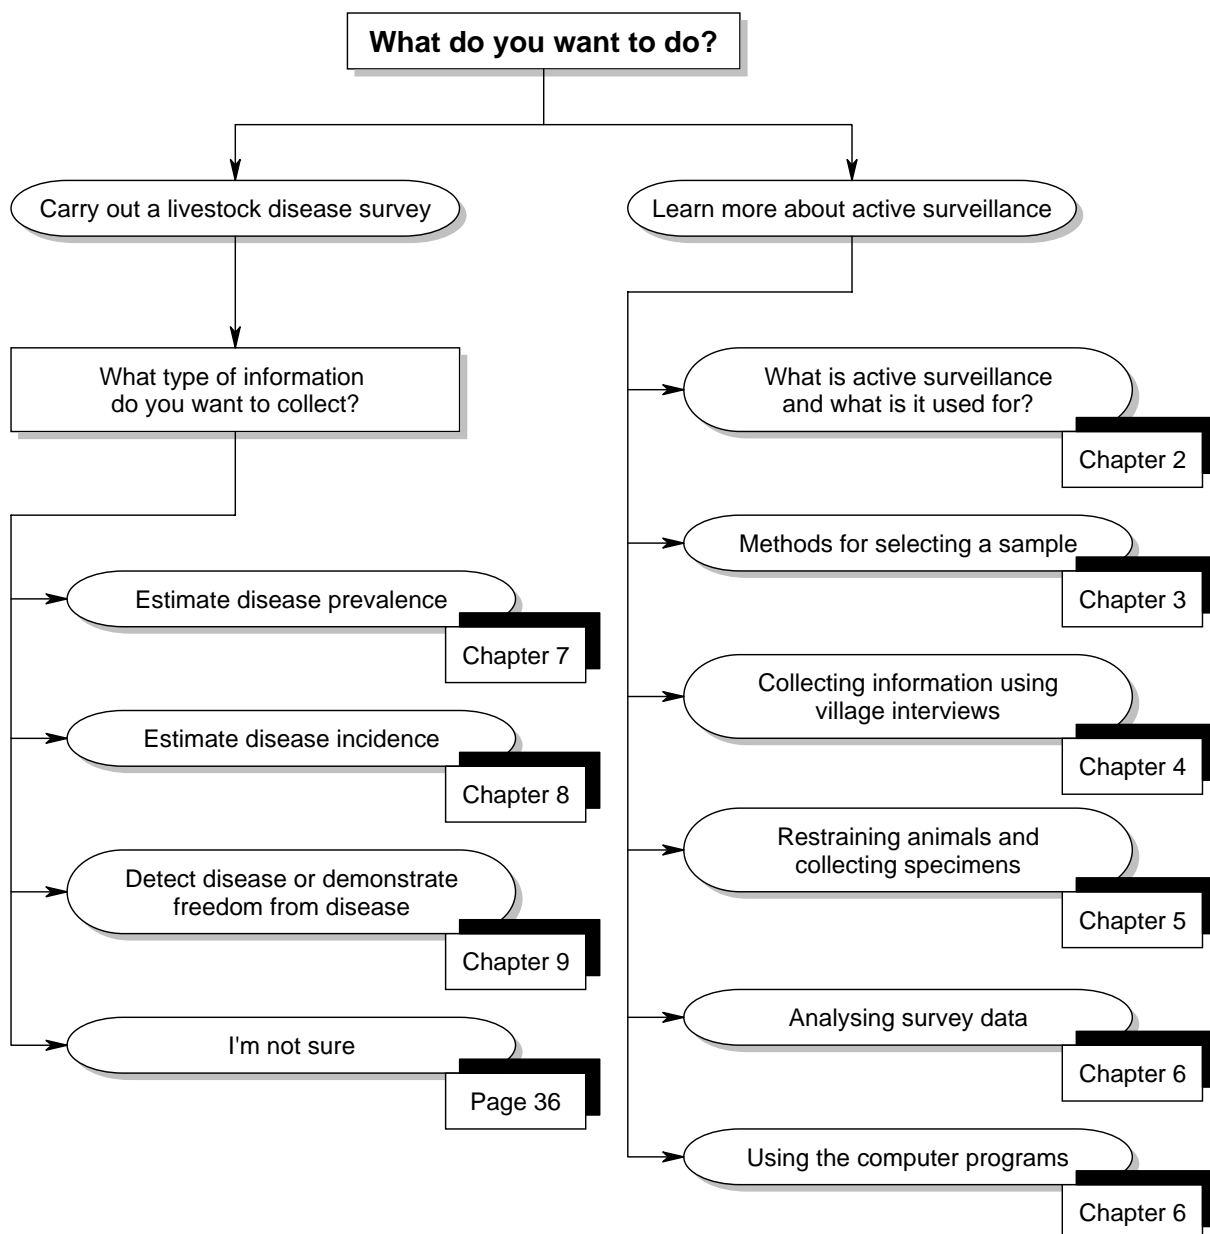 What do you want to do?
Carry out a livestock disease survey
What type of information
do you want to collect?
Estimate disease prevalence
Chapter 7
Estimate disease incidence
Chapter 8
Detect disease or demonstrate
freedom from disease
Chapter 9
I'm not sure
Page 36
Learn more about active surveillance
What is active surveillance
and what is it used for?
Chapter 2
Methods for selecting a sample
Chapter 3
Collecting information using
village interviews
Chapter 4
Restraining animals and
collecting specimens
Chapter 5
Analysing survey data
Chapter 6
Using the computer programs
Chapter 6